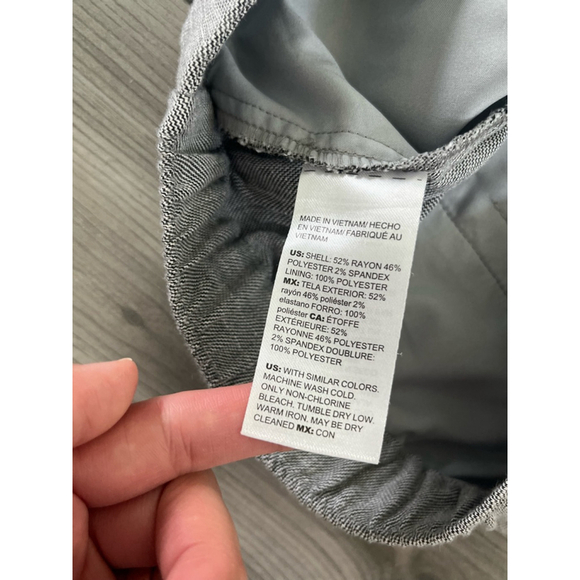 MADE IN VIETNAM/ HECHO
EN VIETNAM/ FABRIQUÉ AU
VIETNAM
US: SHELL: 52% RAYON 46%
POLYESTER 2% SPANDEX
LINING: 100% POLYESTER
MX: TELA EXTERIOR: 52%
rayón 46% poliéster 2%
elastano FORRO: 100%
poliéster CA: ÉTOFFE
EXTÉRIEURE: 52%
RAYONNE 46% POLYESTER
2% SPANDEX DOUBLURE:
100% POLYESTER
US: WITH SIMILAR COLORS.
MACHINE WASH COLD.
ONLY NON-CHLORINE
BLEACH. TUMBLE DRY LOW.
WARM IRON. MAY BE DRY
CLEANED MX: CON